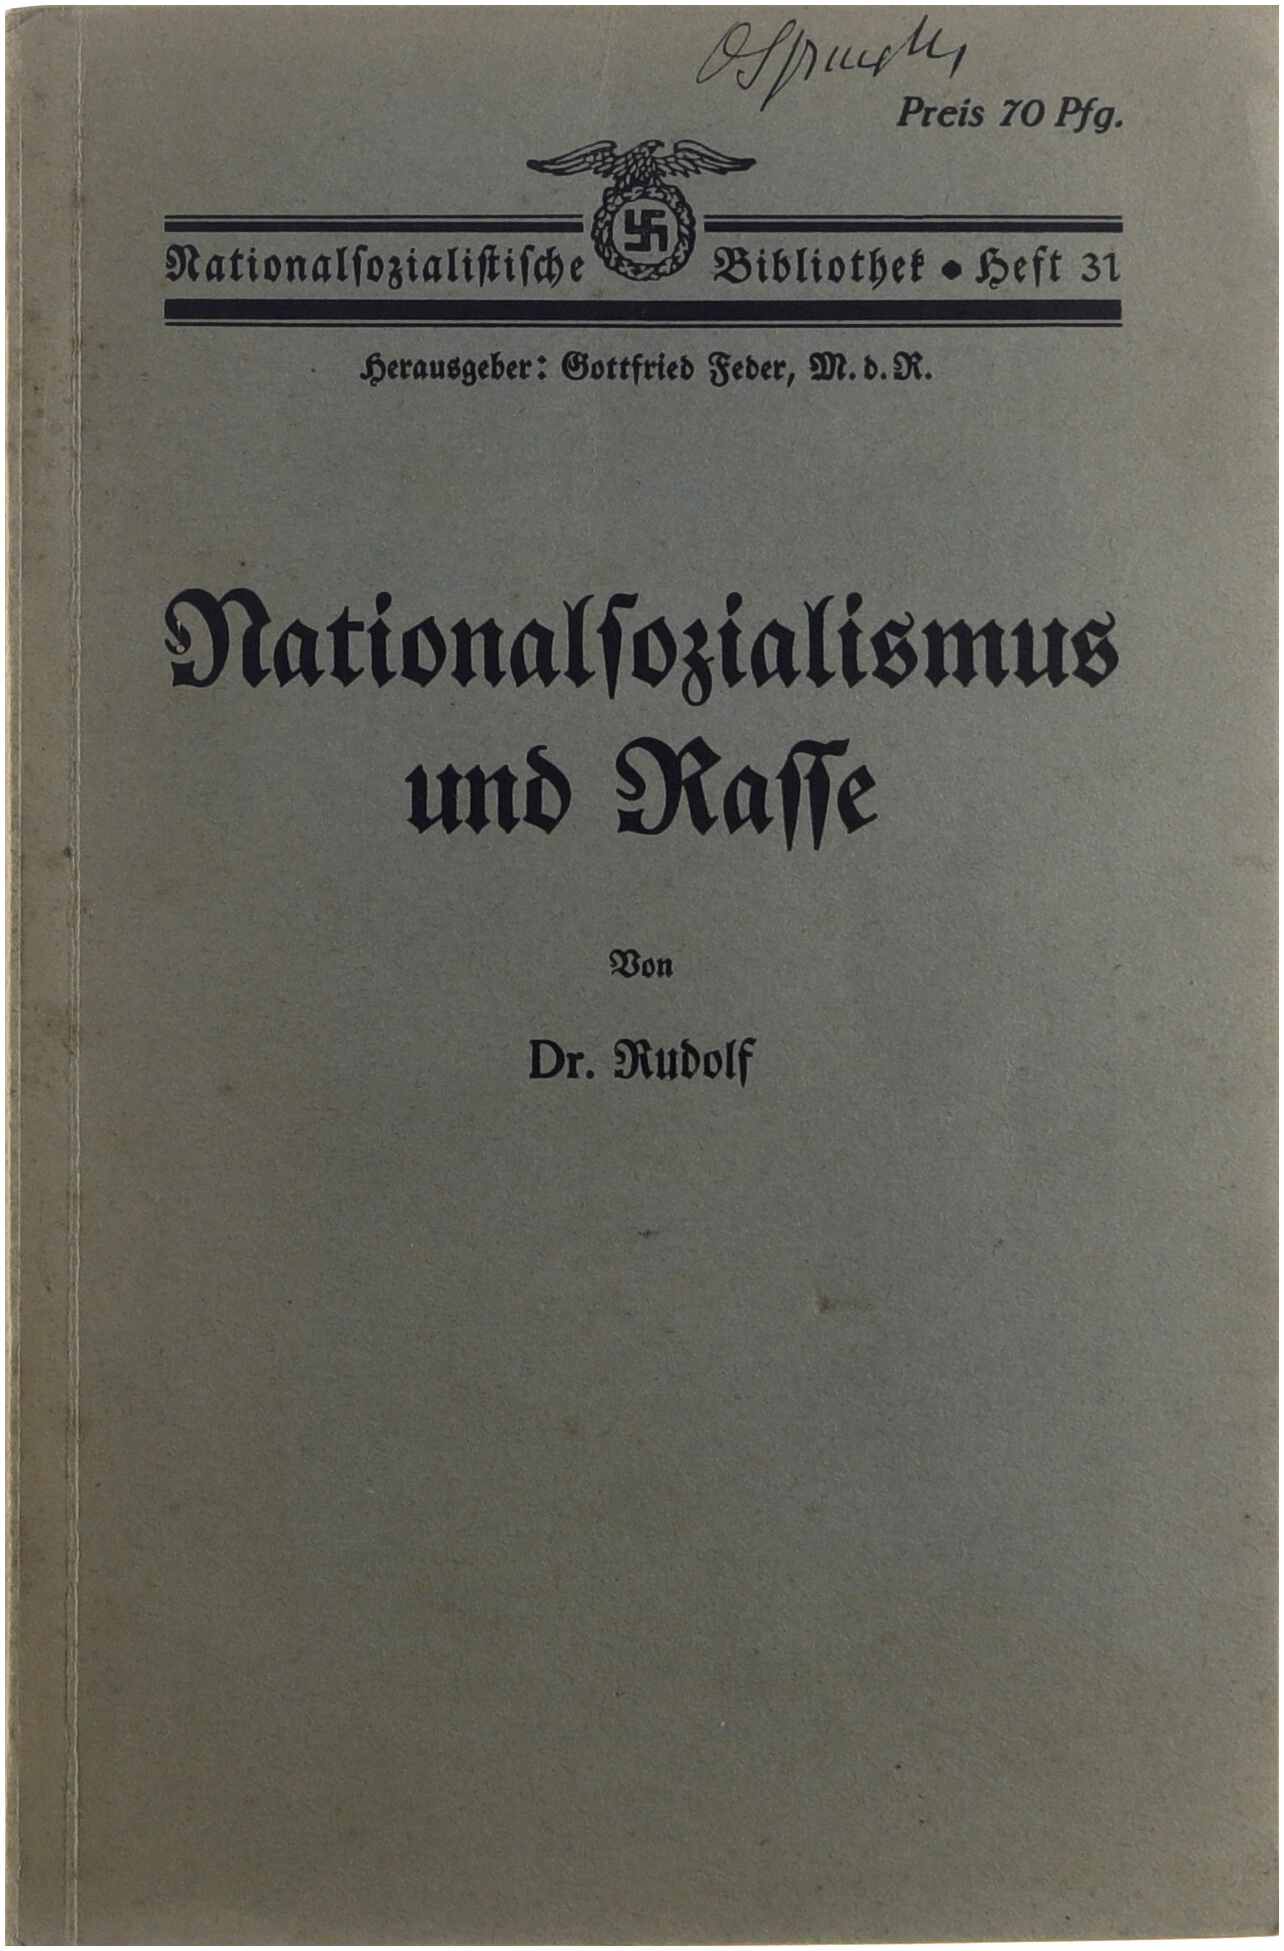 Preis 70 Pfg.
Nationalsozialistische Bibliothek • Heft 31
Herausgeber: Gottfried Feder, M. d. R.
Nationalsozialismus
und Rasse
Von
Dr. Rudolf